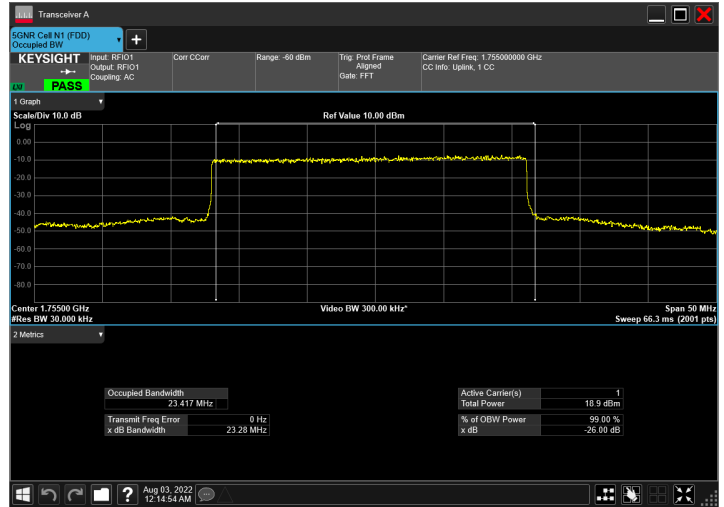 Transceiver A
5GNR Cell N1 (FDD)
Occupied BW
KEYSIGHT
LXI
PASS
Input: RFIO1
Output: RFIO1
Coupling: AC
Corr CCorr
Range: -60 dBm
Trig: Prot Frame
Aligned
Gate: FFT
Carrier Ref Freq: 1.755000000 GHz
CC Info: Uplink, 1 CC
1 Graph
Scale/Div 10.0 dB
Ref Value 10.00 dBm
Log
0.00
-10.0
-20.0
-30.0
-40.0
-50.0
-60.0
-70.0
-80.0
Center 1.75500 GHz
Video BW 300.00 kHz*
Span 50 MHz
#Res BW 30.000 kHz
Sweep 66.3 ms (2001 pts)
2 Metrics
Occupied Bandwidth
23.417 MHz
Transmit Freq Error 0 Hz
x dB Bandwidth 23.28 MHz
Active Carrier(s) 1
Total Power 18.9 dBm
% of OBW Power 99.00 %
x dB -26.00 dB
Aug 03, 2022
12:14:54 AM